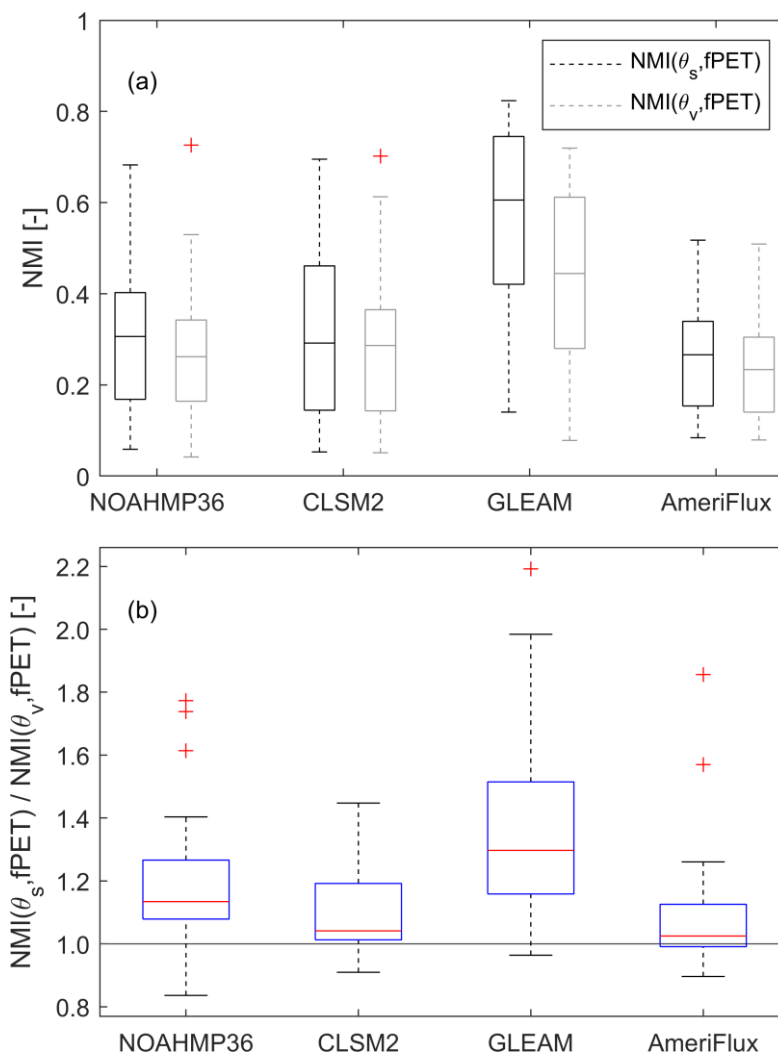 1
0.8
0.6
0.4
0.2
0
NMI [-]
(a)
NMI(θs,fPET)
NMI(θv,fPET)
NOAHMP36 CLSM2 GLEAM AmeriFlux
2.2
2.0
1.8
1.6
1.4
1.2
1.0
0.8
NMI(θs,fPET) / NMI(θv,fPET) [-]
(b)
NOAHMP36 CLSM2 GLEAM AmeriFlux